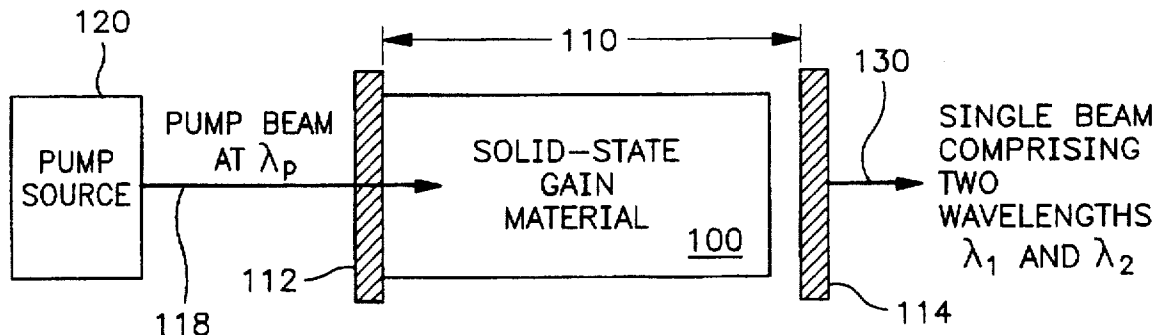 120
PUMP
SOURCE
PUMP BEAM
AT λp
118
112
110
SOLID–STATE
GAIN
MATERIAL
100
114
130
SINGLE BEAM
COMPRISING
TWO
WAVELENGTHS
λ1 AND λ2